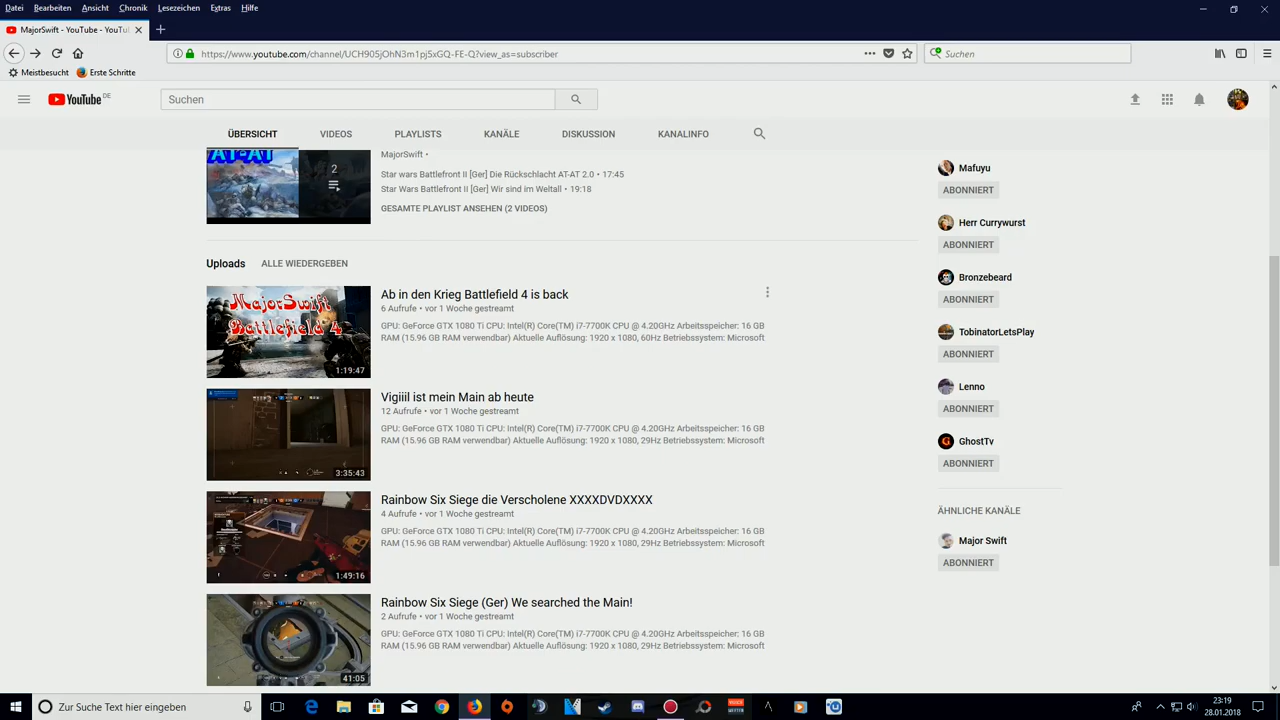 Datei Bearbeiten Ansicht Chronik Lesezeichen Extras Hilfe
MajorSwift - YouTube - YouTu
https://www.youtube.com/channel/UCH905jOhN3m1pjSxGQ-FE-Q?view_as=subscriber
Suchen
Meistbesucht Erste Schritte
YouTube DE
Suchen
ÜBERSICHT VIDEOS PLAYLISTS KANÄLE DISKUSSION KANALINFO
AT-AT
2
MajorSwift •
Star wars Battlefront II [Ger] Die Rückschlacht AT-AT 2.0 • 17:45
Star Wars Battlefront II [Ger] Wir sind im Weltall • 19:18
GESAMTE PLAYLIST ANSEHEN (2 VIDEOS)
Uploads ALLE WIEDERGEBEN
MajorSwift
Battlefield 4
1:19:47
Ab in den Krieg Battlefield 4 is back
6 Aufrufe • vor 1 Woche gestreamt
GPU: GeForce GTX 1080 Ti CPU: Intel(R) Core(TM) i7-7700K CPU @ 4.20GHz Arbeitsspeicher: 16 GB
RAM (15.96 GB RAM verwendbar) Aktuelle Auflösung: 1920 x 1080, 60Hz Betriebssystem: Microsoft
3:35:43
Vigiiil ist mein Main ab heute
12 Aufrufe • vor 1 Woche gestreamt
GPU: GeForce GTX 1080 Ti CPU: Intel(R) Core(TM) i7-7700K CPU @ 4.20GHz Arbeitsspeicher: 16 GB
RAM (15.96 GB RAM verwendbar) Aktuelle Auflösung: 1920 x 1080, 29Hz Betriebssystem: Microsoft
1:49:16
Rainbow Six Siege die Verscholene XXXXDVDXXXX
4 Aufrufe • vor 1 Woche gestreamt
GPU: GeForce GTX 1080 Ti CPU: Intel(R) Core(TM) i7-7700K CPU @ 4.20GHz Arbeitsspeicher: 16 GB
RAM (15.96 GB RAM verwendbar) Aktuelle Auflösung: 1920 x 1080, 29Hz Betriebssystem: Microsoft
41:05
Rainbow Six Siege (Ger) We searched the Main!
2 Aufrufe • vor 1 Woche gestreamt
GPU: GeForce GTX 1080 Ti CPU: Intel(R) Core(TM) i7-7700K CPU @ 4.20GHz Arbeitsspeicher: 16 GB
RAM (15.96 GB RAM verwendbar) Aktuelle Auflösung: 1920 x 1080, 29Hz Betriebssystem: Microsoft
Mafuyu
ABONNIERT
Herr Currywurst
ABONNIERT
Bronzebeard
ABONNIERT
TobinatorLetsPlay
ABONNIERT
Lenno
ABONNIERT
GhostTv
ABONNIERT
ÄHNLICHE KANÄLE
Major Swift
ABONNIERT
Zur Suche Text hier eingeben
23:19
28.01.2018